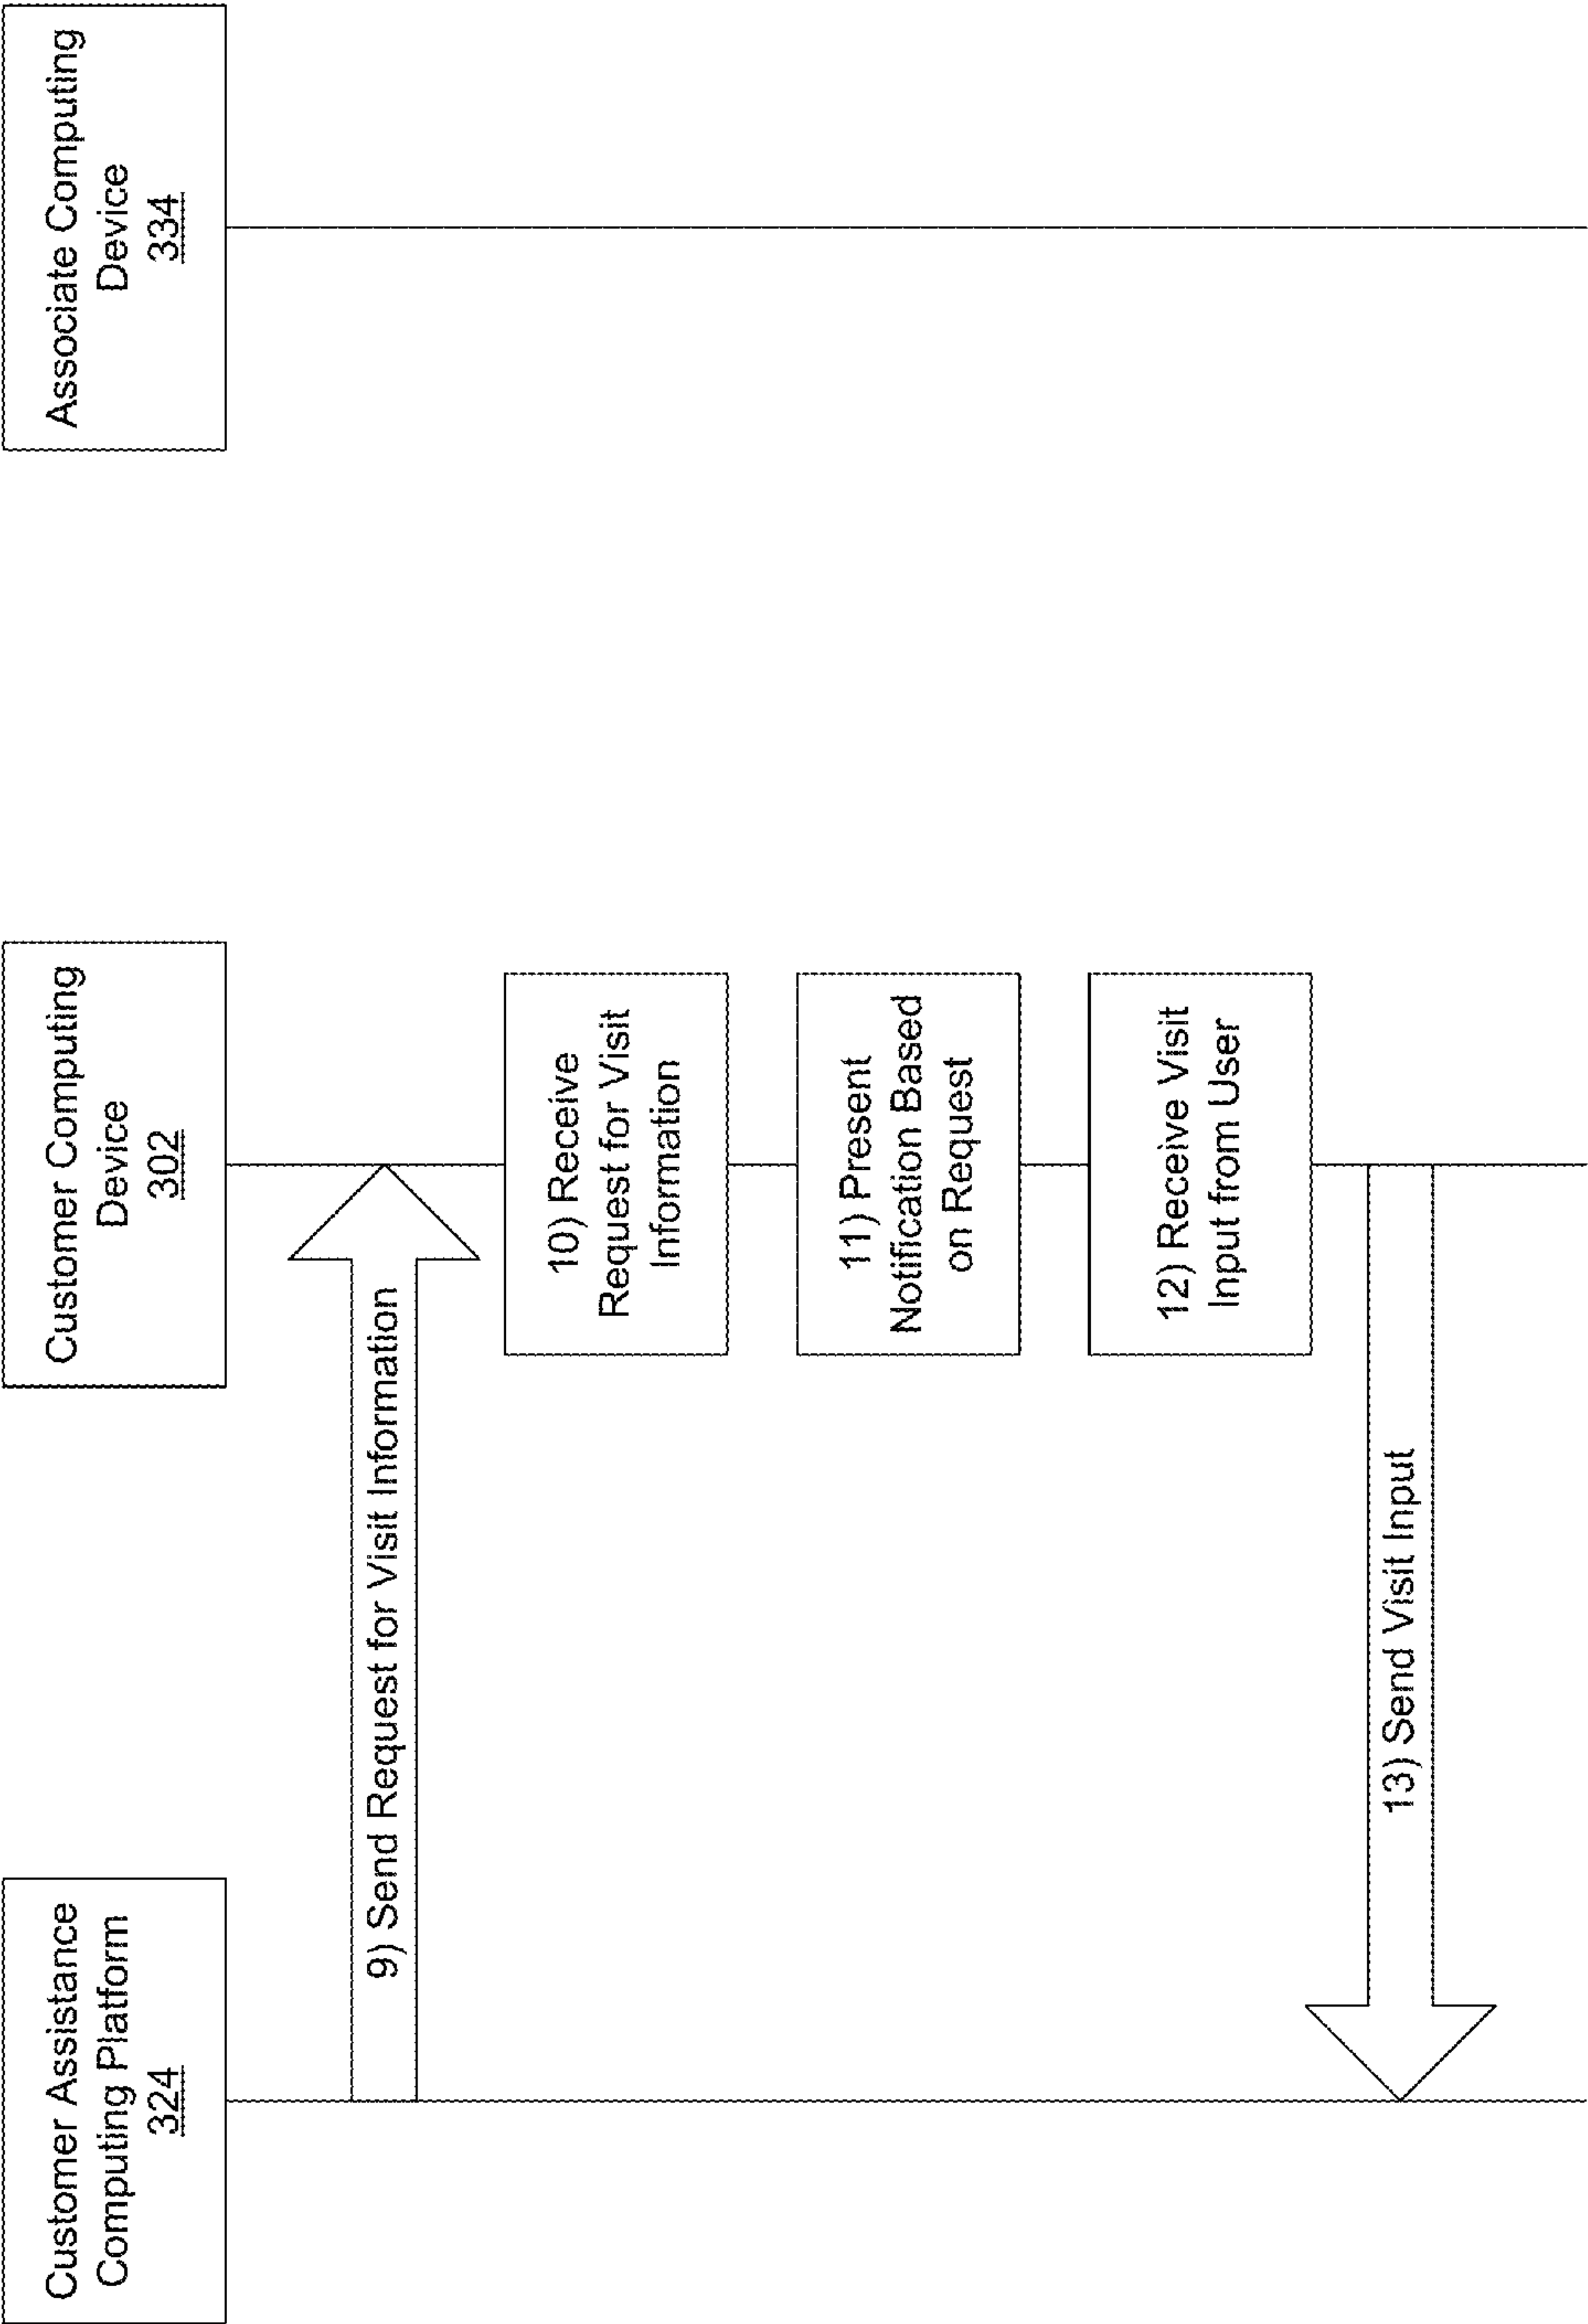 Customer Assistance
Computing Platform
324
Customer Computing
Device
302
Associate Computing
Device
334
9) Send Request for Visit Information
10) Receive
Request for Visit
Information
11) Present
Notification Based
on Request
12) Receive Visit
Input from User
13) Send Visit Input